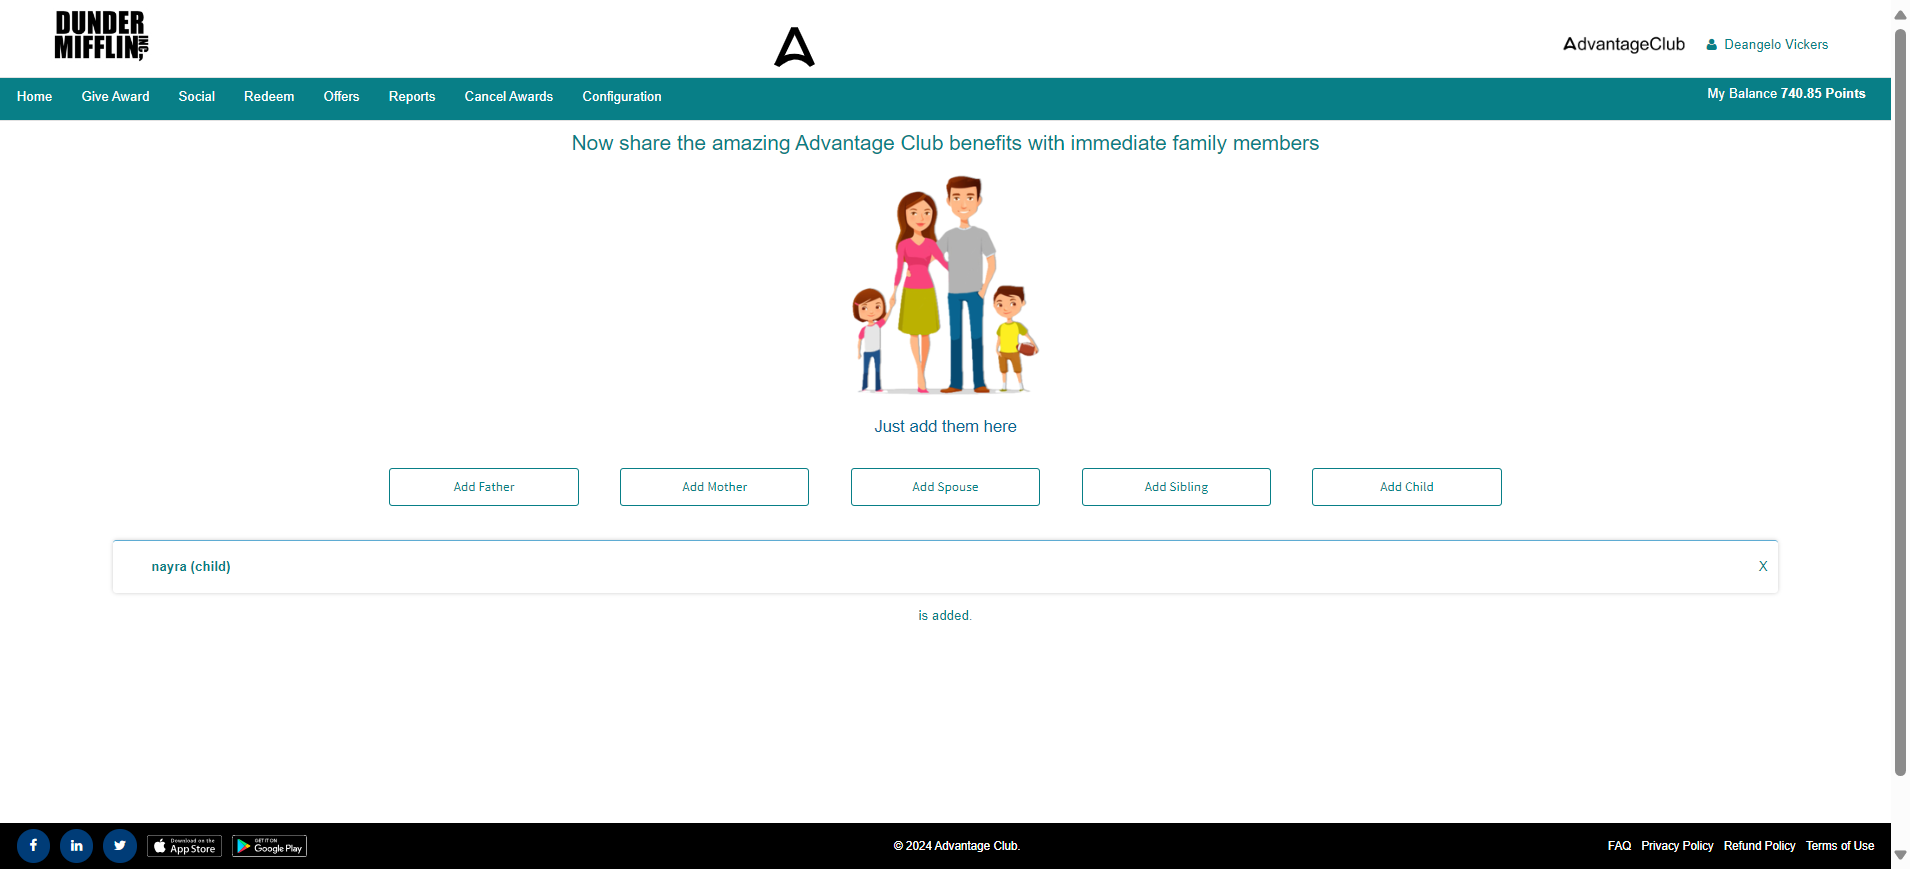 DUNDER
MIFFLIN INC,
AdvantageClub
Deangelo Vickers
Home Give Award Social Redeem Offers Reports Cancel Awards Configuration
My Balance 740.85 Points
Now share the amazing Advantage Club benefits with immediate family members
Just add them here
Add Father Add Mother Add Spouse Add Sibling Add Child
nayra (child) X
is added.
Download on the
App Store
GET IT ON
Google Play
© 2024 Advantage Club.
FAQ Privacy Policy Refund Policy Terms of Use